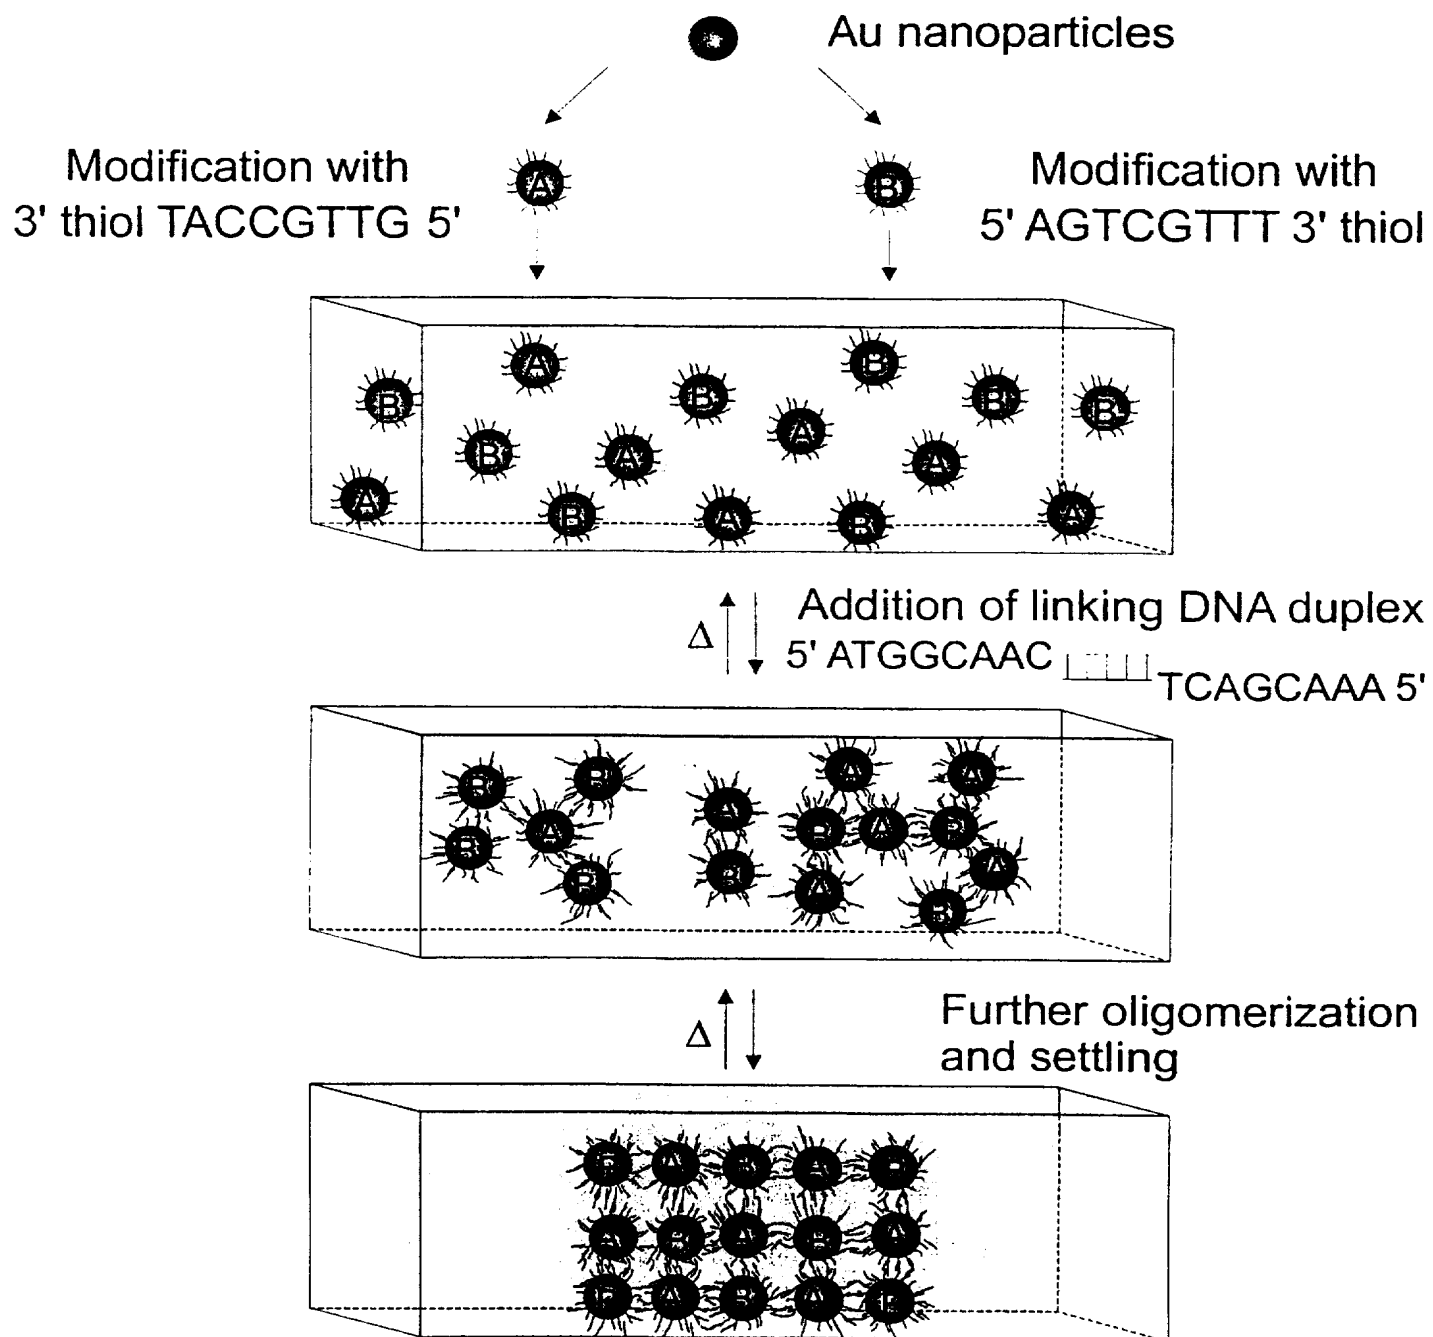 Au nanoparticles
Modification with
3' thiol TACCGTTG 5'
A
B
Modification with
5' AGTCGTTT 3' thiol
A
B
B
B
B
B
A
B
A
A
A
B
A
B
A
Δ
Addition of linking DNA duplex
5' ATGGCAAC
TCAGCAAA 5'
B
B
A
A
A
B
A
B
B
A
B
A
B
A
B
Δ
Further oligomerization
and settling
B A B A B
A B A B A
B A B A B